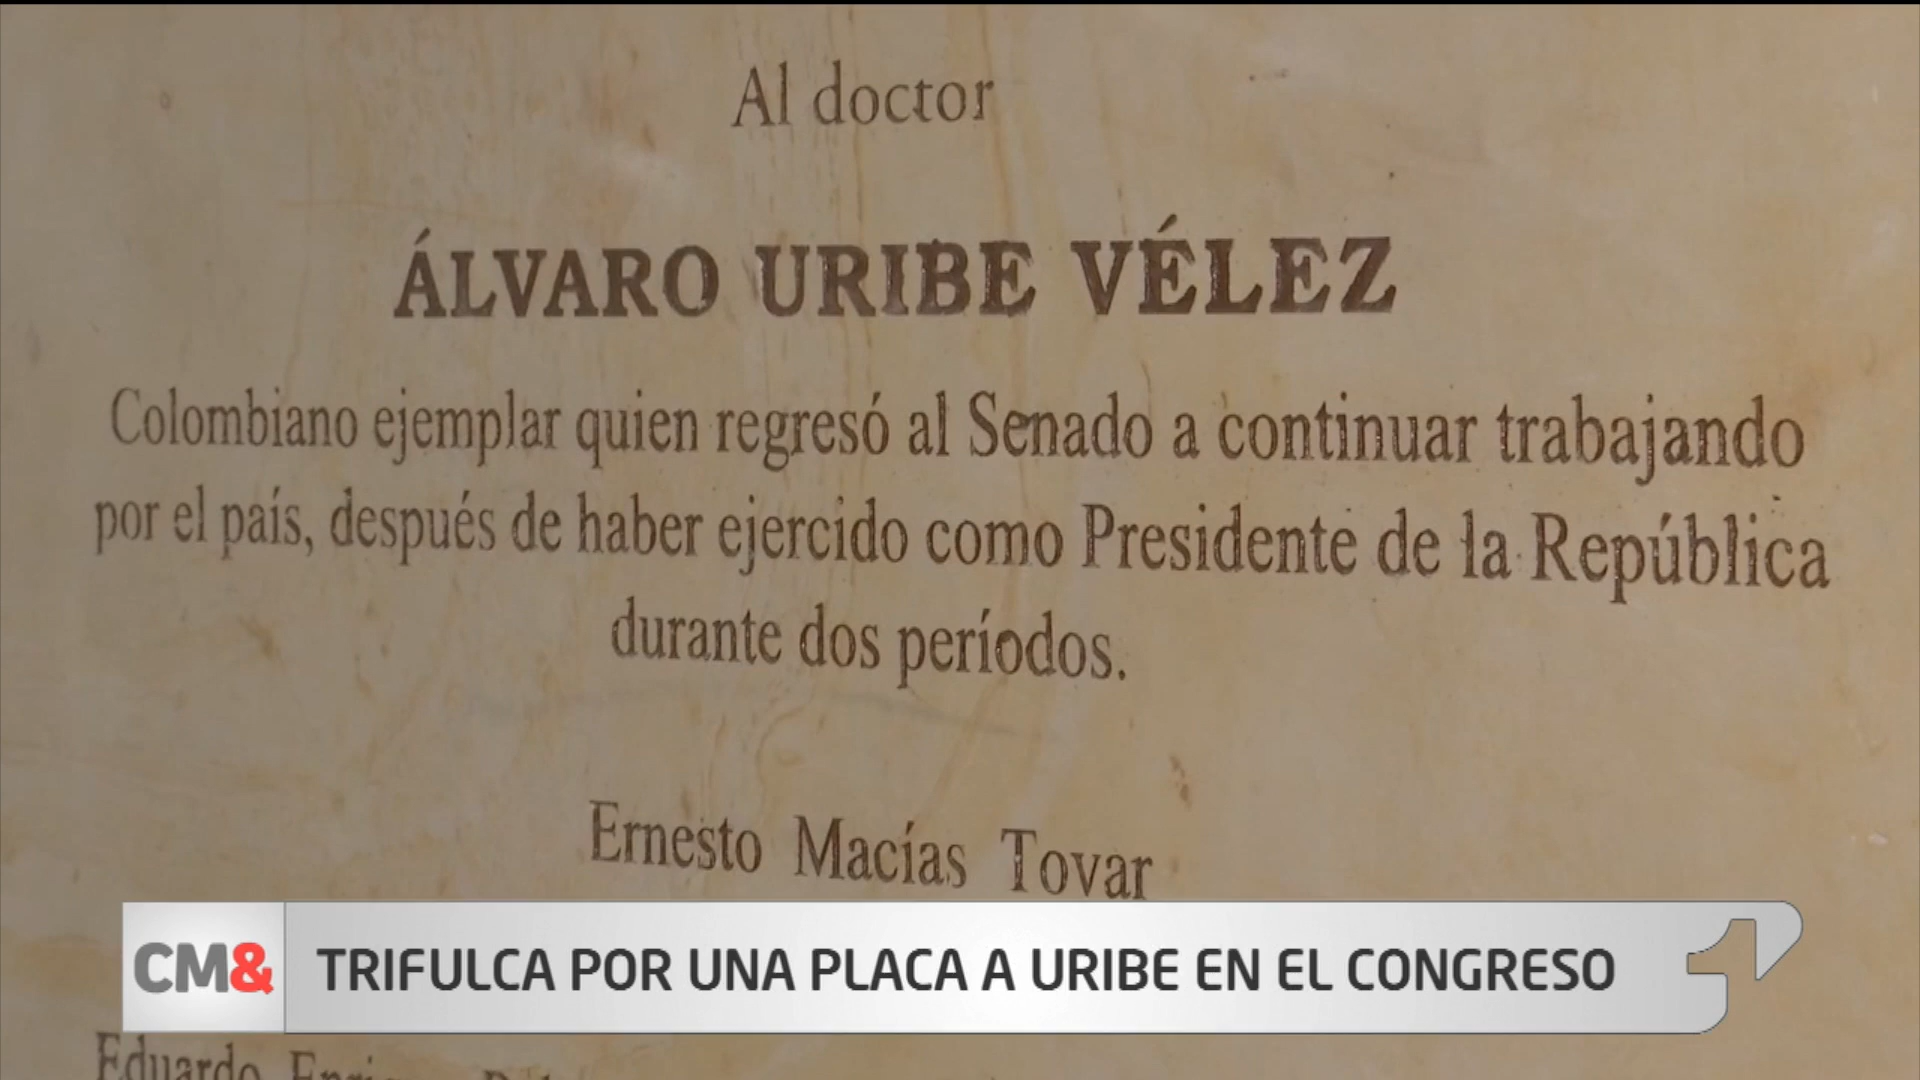 Al doctor
ÁLVARO URIBE VÉLEZ
Colombiano ejemplar quien regresó al Senado a continuar trabajando
por el país, después de haber ejercido como Presidente de la República
durante dos períodos.
Ernesto Macías Tovar
CM& TRIFULCA POR UNA PLACA A URIBE EN EL CONGRESO 1
Eduardo